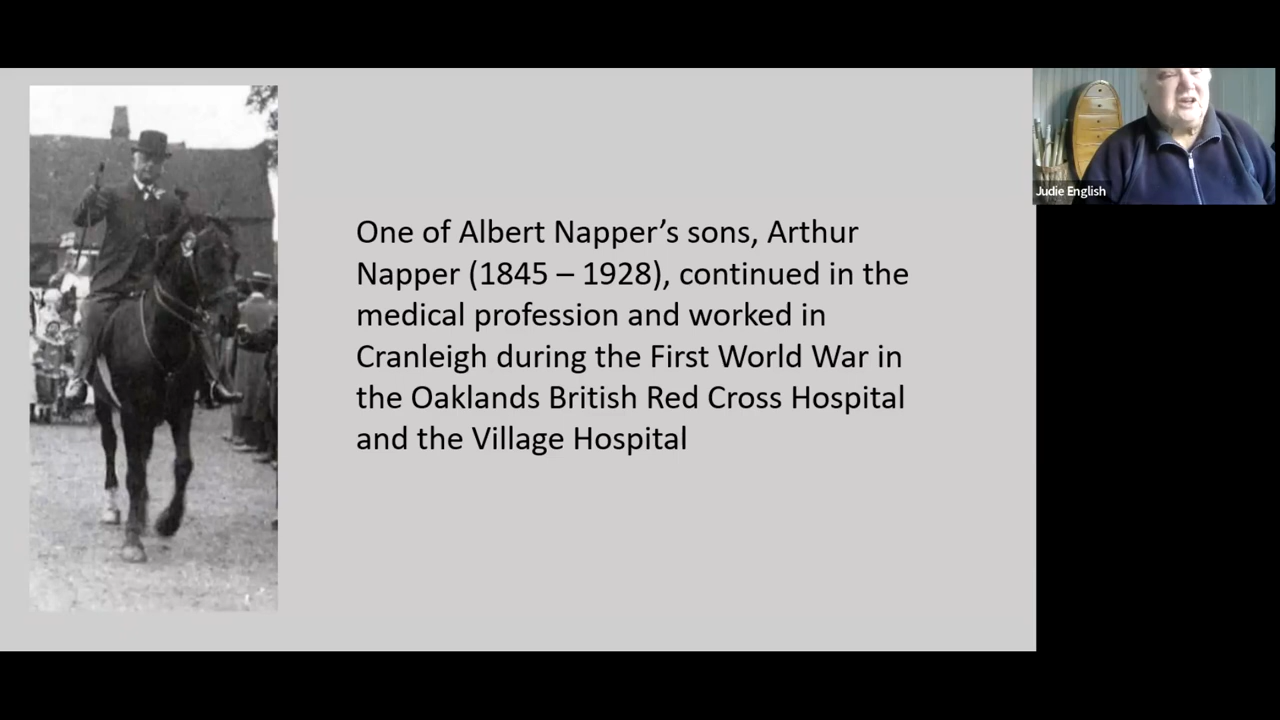 One of Albert Napper’s sons, Arthur
Napper (1845 – 1928), continued in the
medical profession and worked in
Cranleigh during the First World War in
the Oaklands British Red Cross Hospital
and the Village Hospital
Judie English